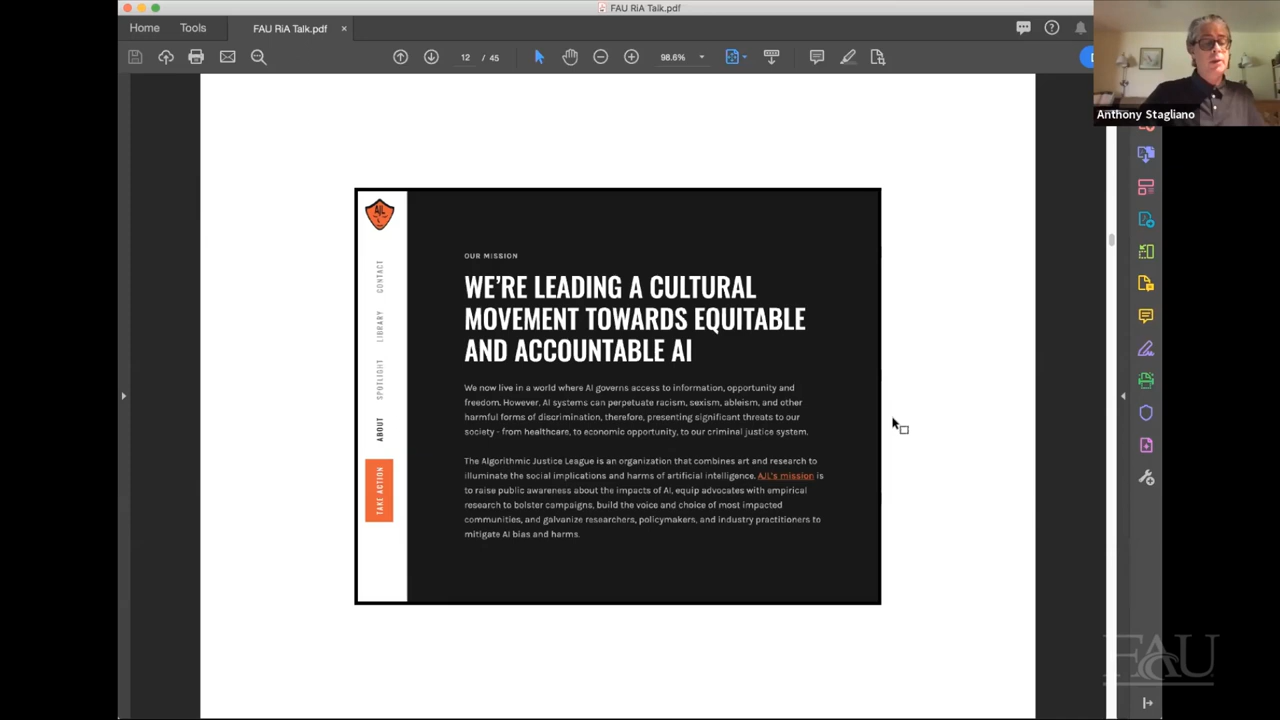 FAU RiA Talk.pdf
Home
Tools
FAU RiA Talk.pdf
12 / 45
98.6%
Anthony Stagliano
AJL
CONTACT
LIBRARY
SPOTLIGHT
ABOUT
TAKE ACTION
OUR MISSION
WE'RE LEADING A CULTURAL
MOVEMENT TOWARDS EQUITABLE
AND ACCOUNTABLE AI
We now live in a world where AI governs access to information, opportunity and
freedom. However, AI systems can perpetuate racism, sexism, ableism, and other
harmful forms of discrimination, therefore, presenting significant threats to our
society - from healthcare, to economic opportunity, to our criminal justice system.
The Algorithmic Justice League is an organization that combines art and research to
illuminate the social implications and harms of artificial intelligence. AJL's mission is
to raise public awareness about the impacts of AI, equip advocates with empirical
research to bolster campaigns, build the voice and choice of most impacted
communities, and galvanize researchers, policymakers, and industry practitioners to
mitigate AI bias and harms.
FAU